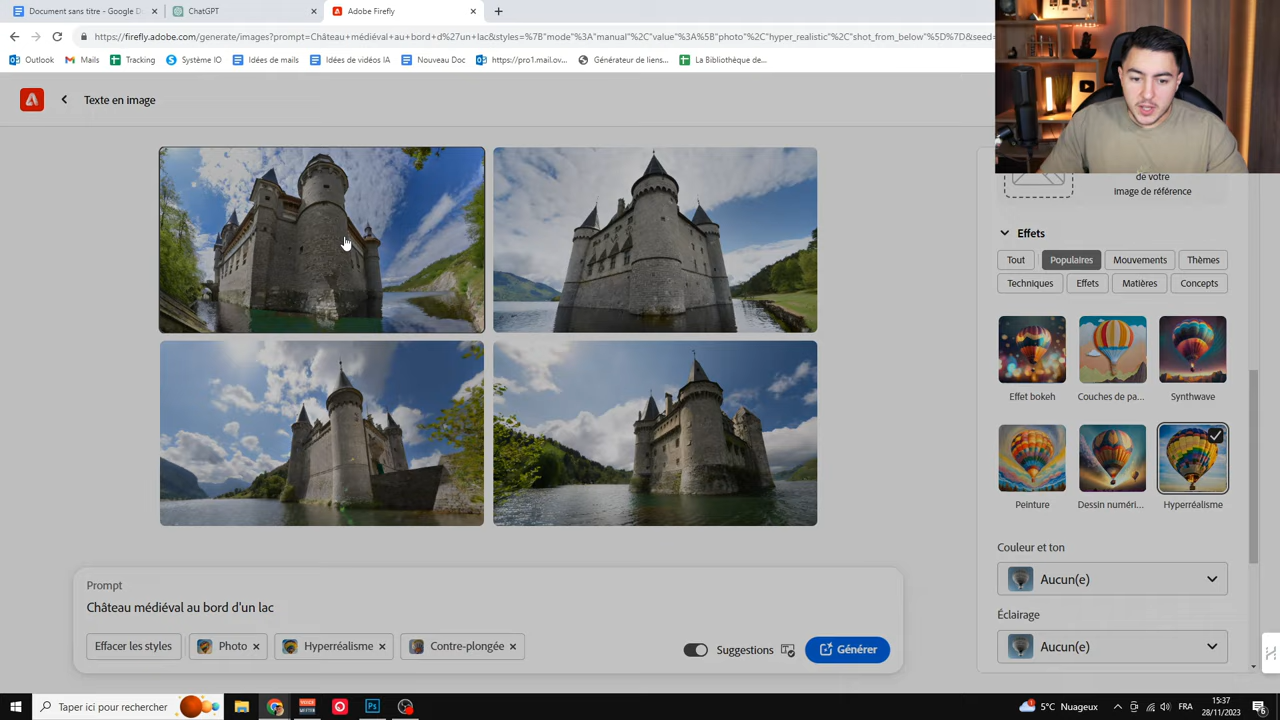 Document sans titre - Google D
ChatGPT
Adobe Firefly
https://firefly.adobe.com/generate/images?prompt=Château+médiéval+au+bord+d%27un+lac&styles=%7B"mode"%3A"manual"%2C"value"%3A%5B"photo"%2C"hyper_realistic"%2C"shot_from_below"%5D%7D&seed=
Outlook
Mails
Tracking
Système IO
Idées de mails
Idées de vidéos IA
Nouveau Doc
https://pro1.mail.ov...
Générateur de liens...
La Bibliothèque de...
Texte en image
de votre
image de référence
Effets
Tout
Populaires
Mouvements
Thèmes
Techniques
Effets
Matières
Concepts
Effet bokeh
Couches de pa...
Synthwave
Peinture
Dessin numéri...
Hyperréalisme
Couleur et ton
Aucun(e)
Éclairage
Aucun(e)
Prompt
Château médiéval au bord d'un lac
Effacer les styles
Photo
Hyperréalisme
Contre-plongée
Suggestions
Générer
Taper ici pour rechercher
Ps
5°C Nuageux
FRA
15:37
28/11/2023